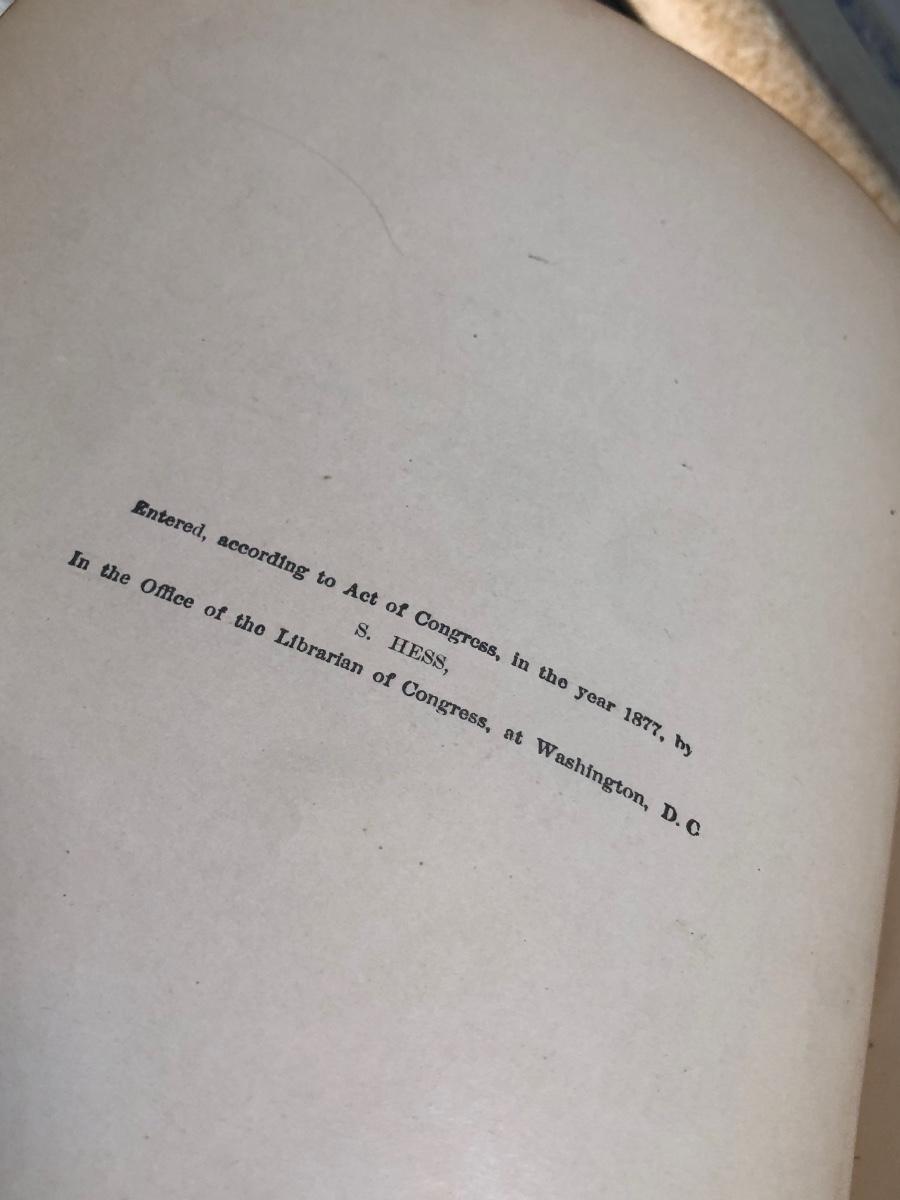 Entered, according to Act of Congress, in the year 1877, by
S. HESS,
In the Office of the Librarian of Congress, at Washington, D. C